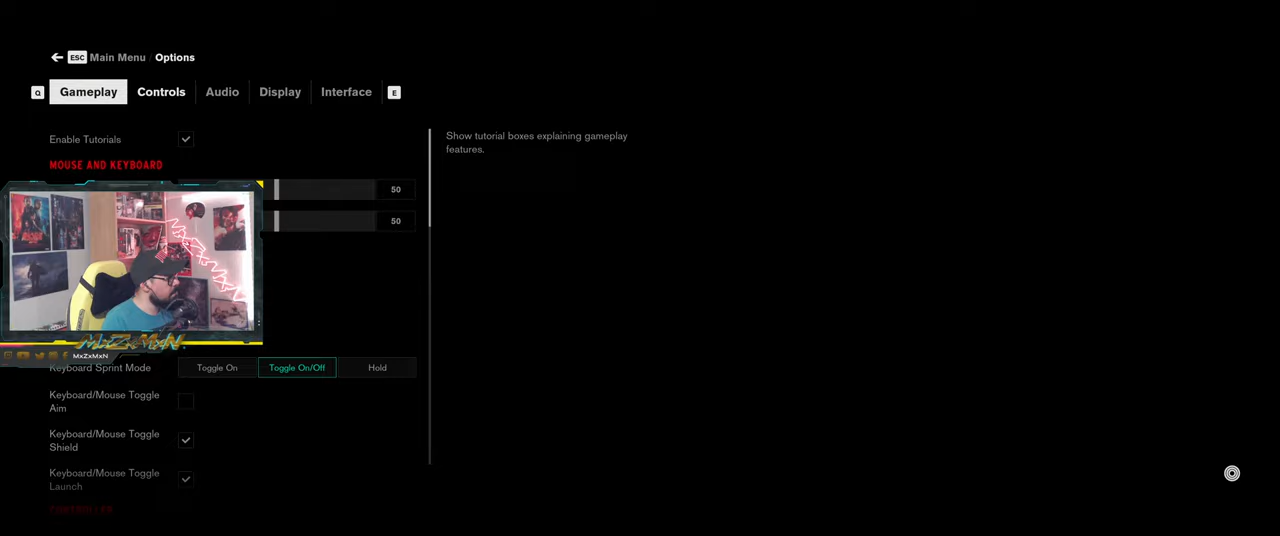 ESC Main Menu / Options
Q Gameplay Controls Audio Display Interface E
Enable Tutorials
Show tutorial boxes explaining gameplay
features.
MOUSE AND KEYBOARD
50
50
MxZxMxN
MxZxMxN
MxZxMxN
Keyboard Sprint Mode Toggle On Toggle On/Off Hold
Keyboard/Mouse Toggle
Aim
Keyboard/Mouse Toggle
Shield
Keyboard/Mouse Toggle
Launch